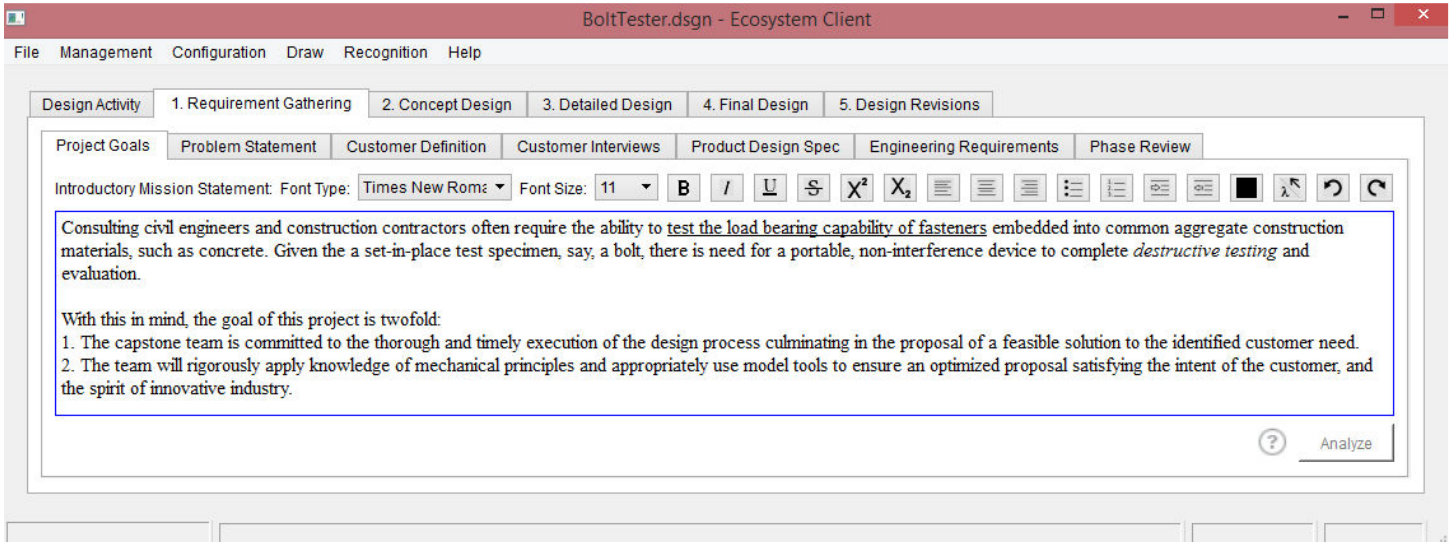 BoltTester.dsgn - Ecosystem Client
File Management Configuration Draw Recognition Help
Design Activity 1. Requirement Gathering 2. Concept Design 3. Detailed Design 4. Final Design 5. Design Revisions
Project Goals Problem Statement Customer Definition Customer Interviews Product Design Spec Engineering Requirements Phase Review
Introductory Mission Statement: Font Type: Times New Roma Font Size: 11 B I U S X² X₂
Consulting civil engineers and construction contractors often require the ability to test the load bearing capability of fasteners embedded into common aggregate construction
materials, such as concrete. Given the a set-in-place test specimen, say, a bolt, there is need for a portable, non-interference device to complete destructive testing and
evaluation.
With this in mind, the goal of this project is twofold:
1. The capstone team is committed to the thorough and timely execution of the design process culminating in the proposal of a feasible solution to the identified customer need.
2. The team will rigorously apply knowledge of mechanical principles and appropriately use model tools to ensure an optimized proposal satisfying the intent of the customer, and
the spirit of innovative industry.
? Analyze